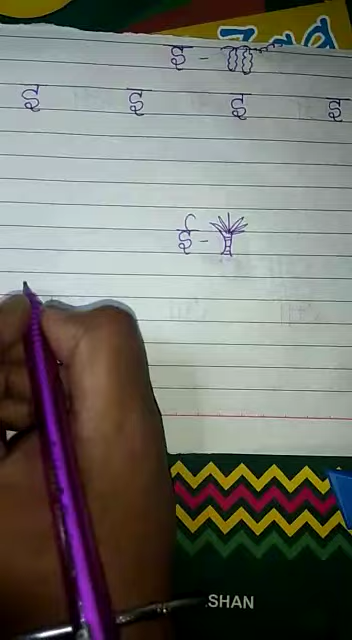 इ -
इ इ इ इ
ई -
.SHAN